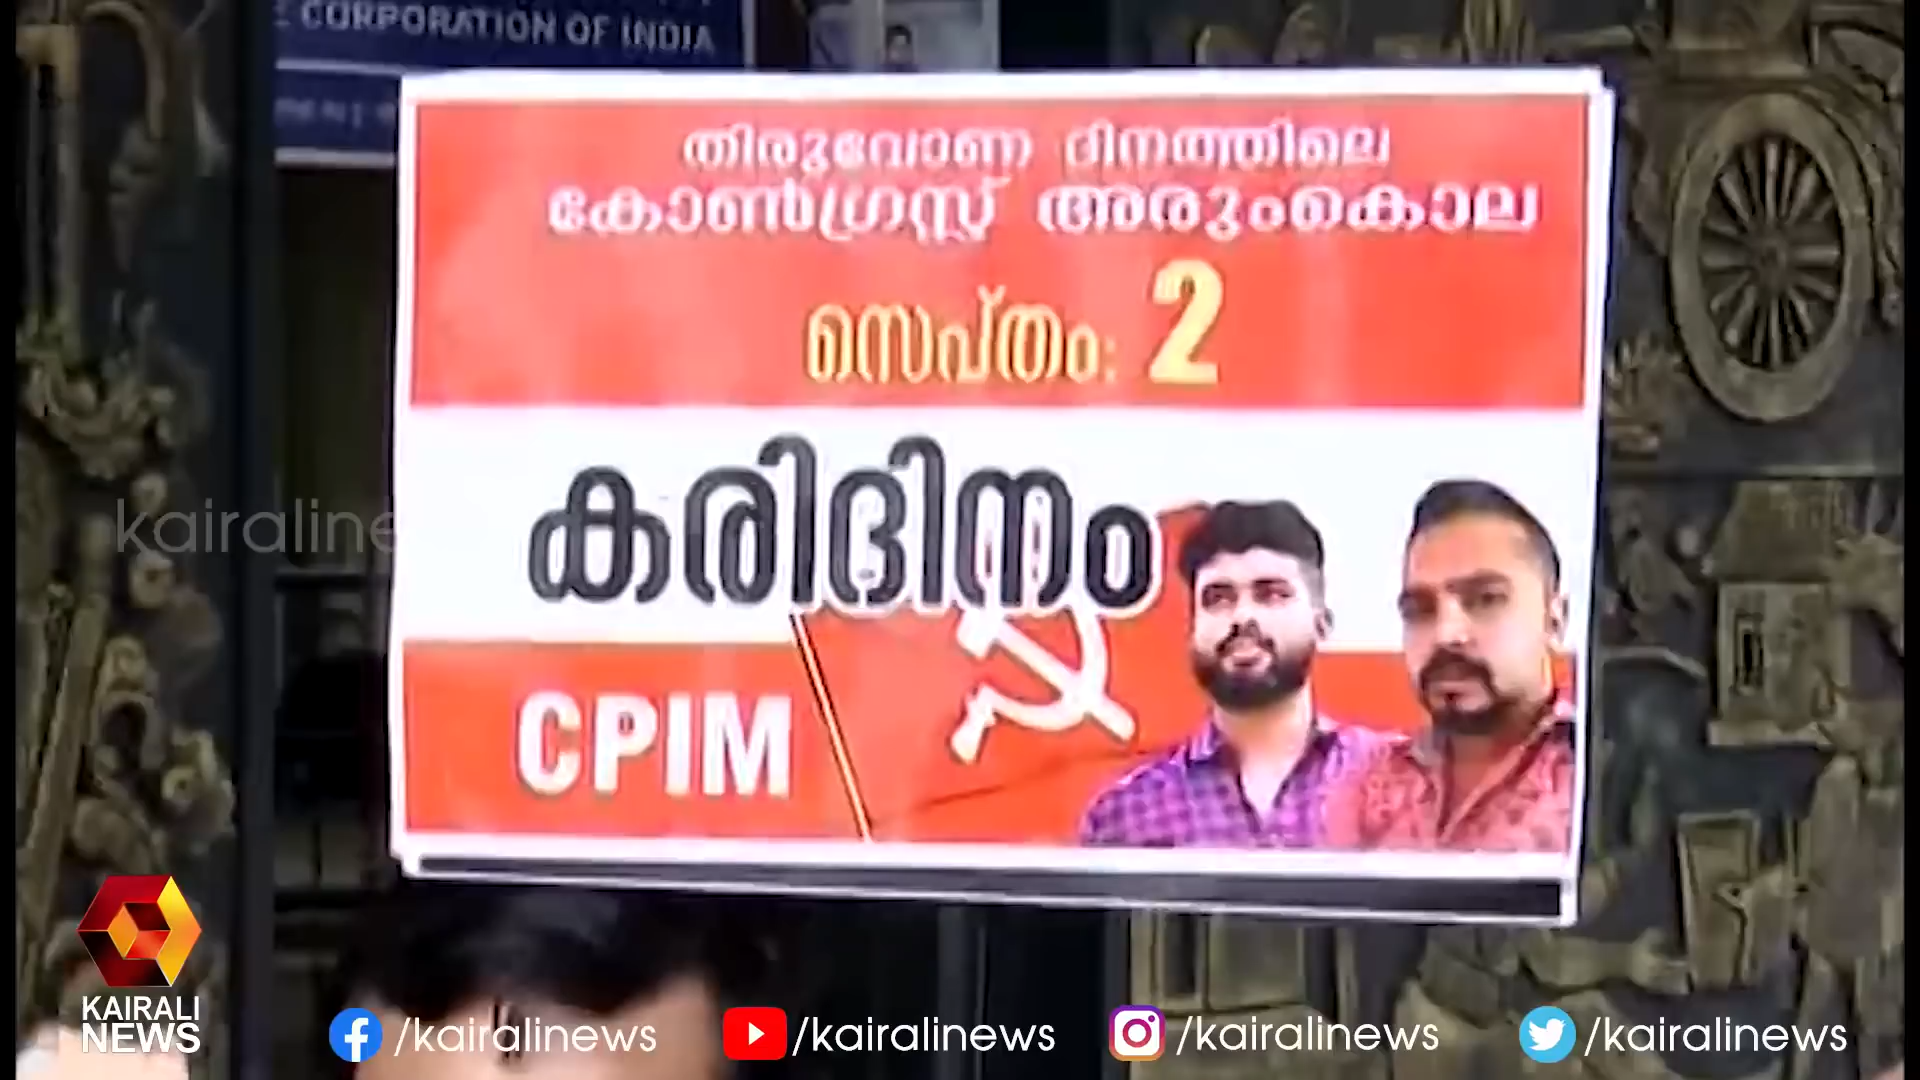 CORPORATION OF INDIA
തിരുവോണ ദിനത്തിലെ
കോൺഗ്രസ്സ് അരുംകൊല
സെപ്തം: 2
കരിദിനം
CPIM
kairaline
KAIRALI
NEWS
/kairalinews
/kairalinews
/kairalinews
/kairalinews